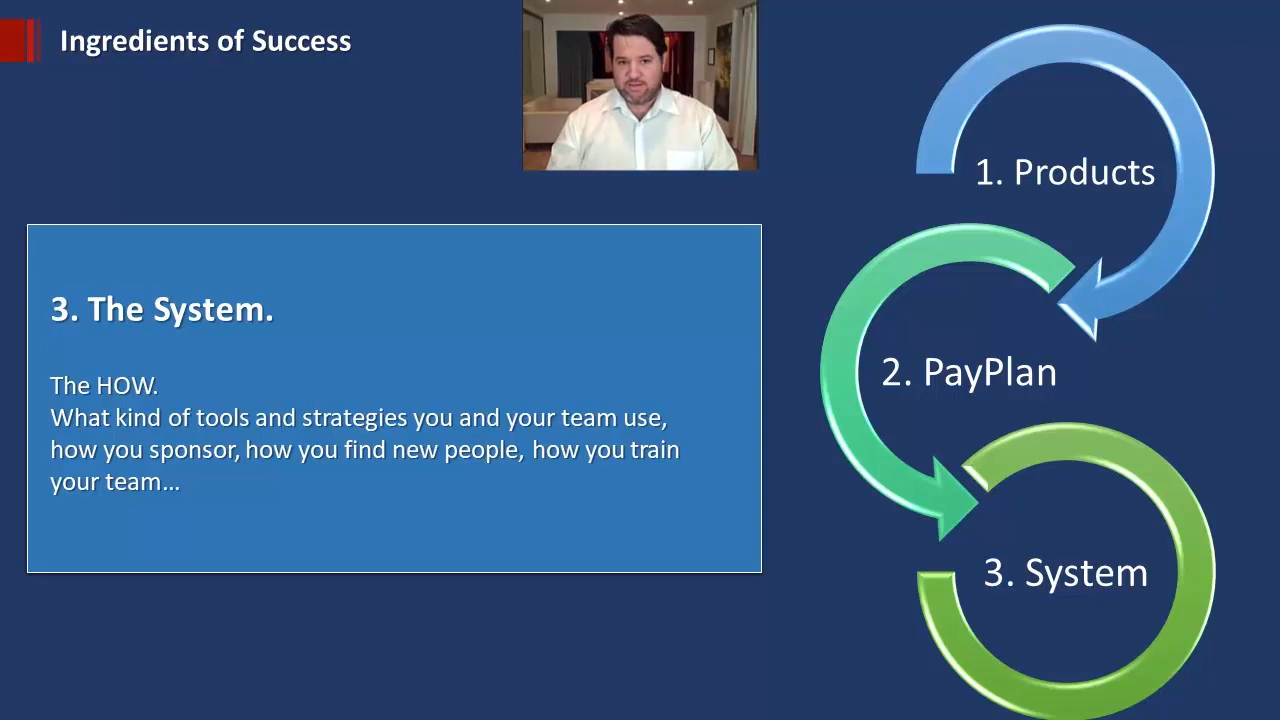 Ingredients of Success
3. The System.
The HOW.
What kind of tools and strategies you and your team use,
how you sponsor, how you find new people, how you train
your team…
1. Products
2. PayPlan
3. System